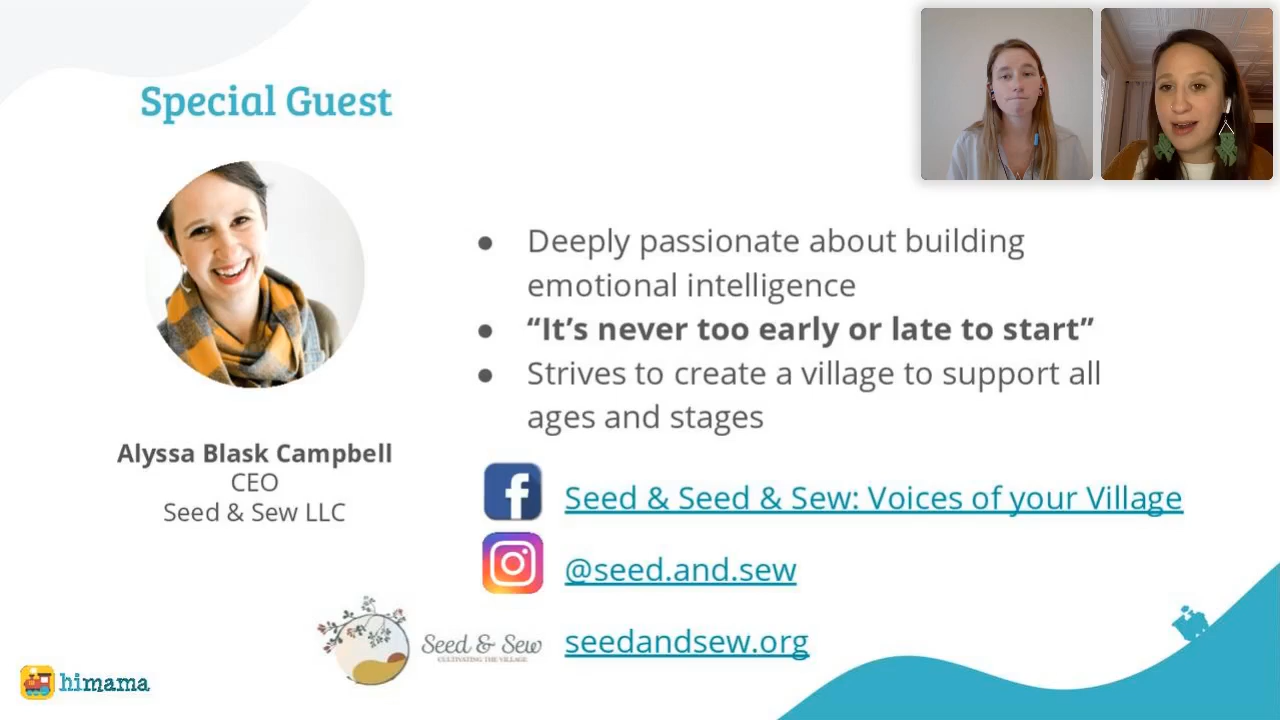 Special Guest
Deeply passionate about building
emotional intelligence
“It’s never too early or late to start”
Strives to create a village to support all
ages and stages
Alyssa Blask Campbell
CEO
Seed & Sew LLC
Seed & Seed & Sew: Voices of your Village
@seed.and.sew
Seed & Sew
CULTIVATING THE VILLAGE
seedandsew.org
himama